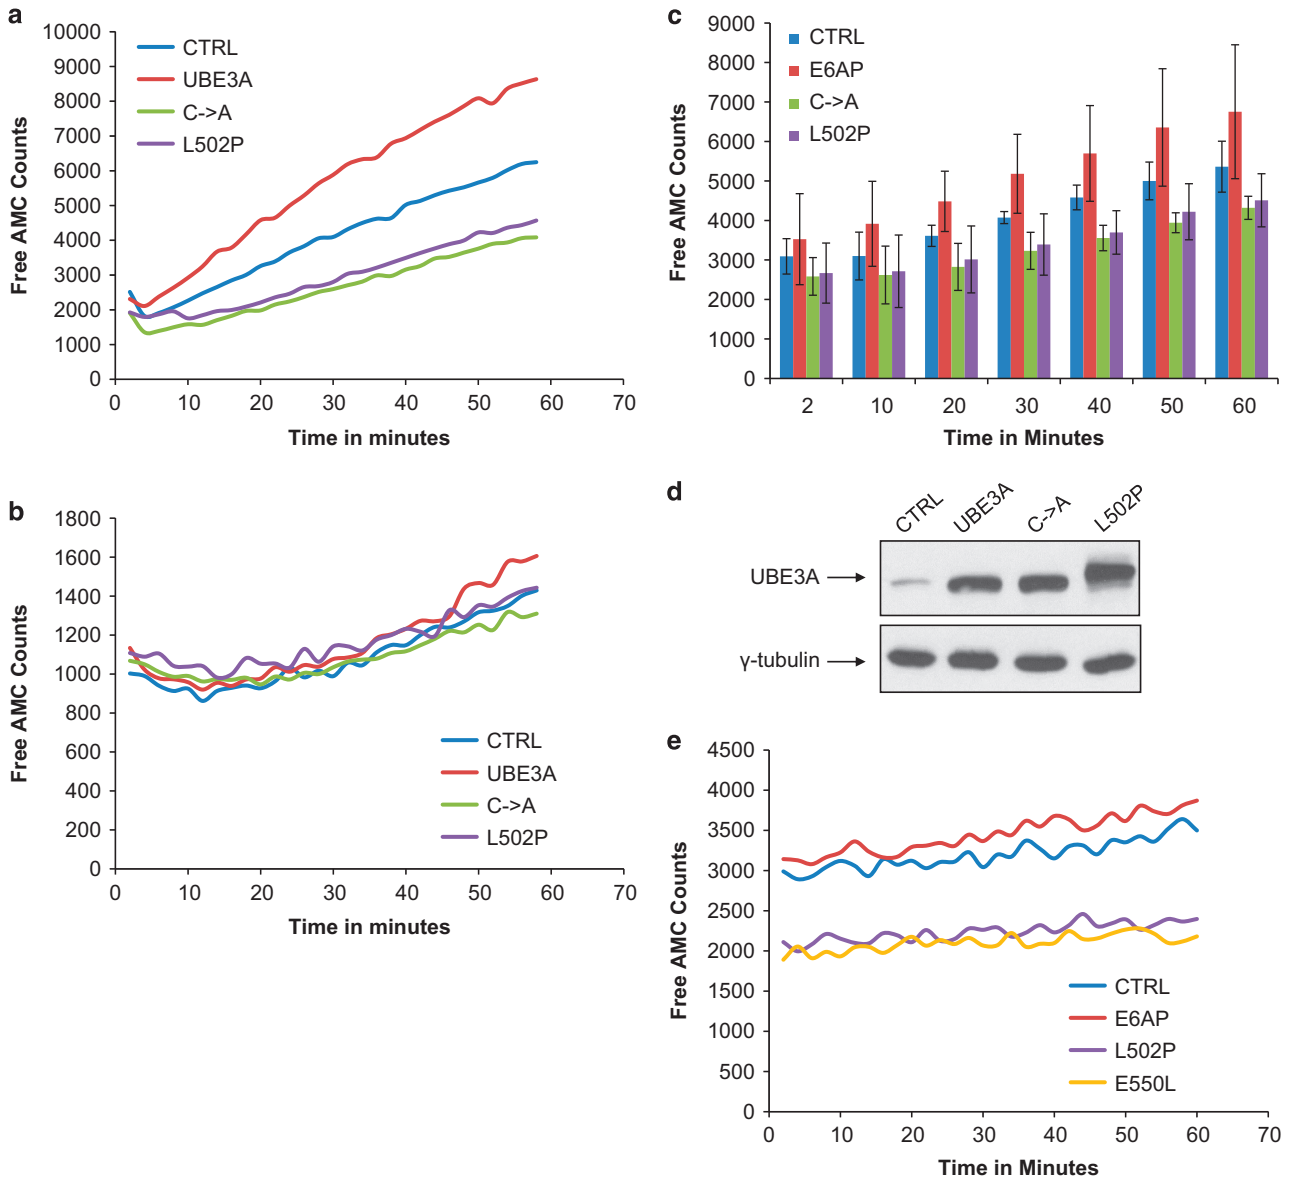 a
10000
9000
8000
7000
6000
5000
4000
3000
2000
1000
0
Free AMC Counts
CTRL
UBE3A
C->A
L502P
0 10 20 30 40 50 60 70
Time in minutes
b
1800
1600
1400
1200
1000
800
600
400
200
0
Free AMC Counts
CTRL
UBE3A
C->A
L502P
0 10 20 30 40 50 60 70
Time in minutes
c
9000
8000
7000
6000
5000
4000
3000
2000
1000
0
Free AMC Counts
CTRL
E6AP
C->A
L502P
2 10 20 30 40 50 60
Time in Minutes
d
CTRL UBE3A C->A L502P
UBE3A
γ-tubulin
e
4500
4000
3500
3000
2500
2000
1500
1000
500
0
Free AMC Counts
CTRL
E6AP
L502P
E550L
0 10 20 30 40 50 60 70
Time in Minutes